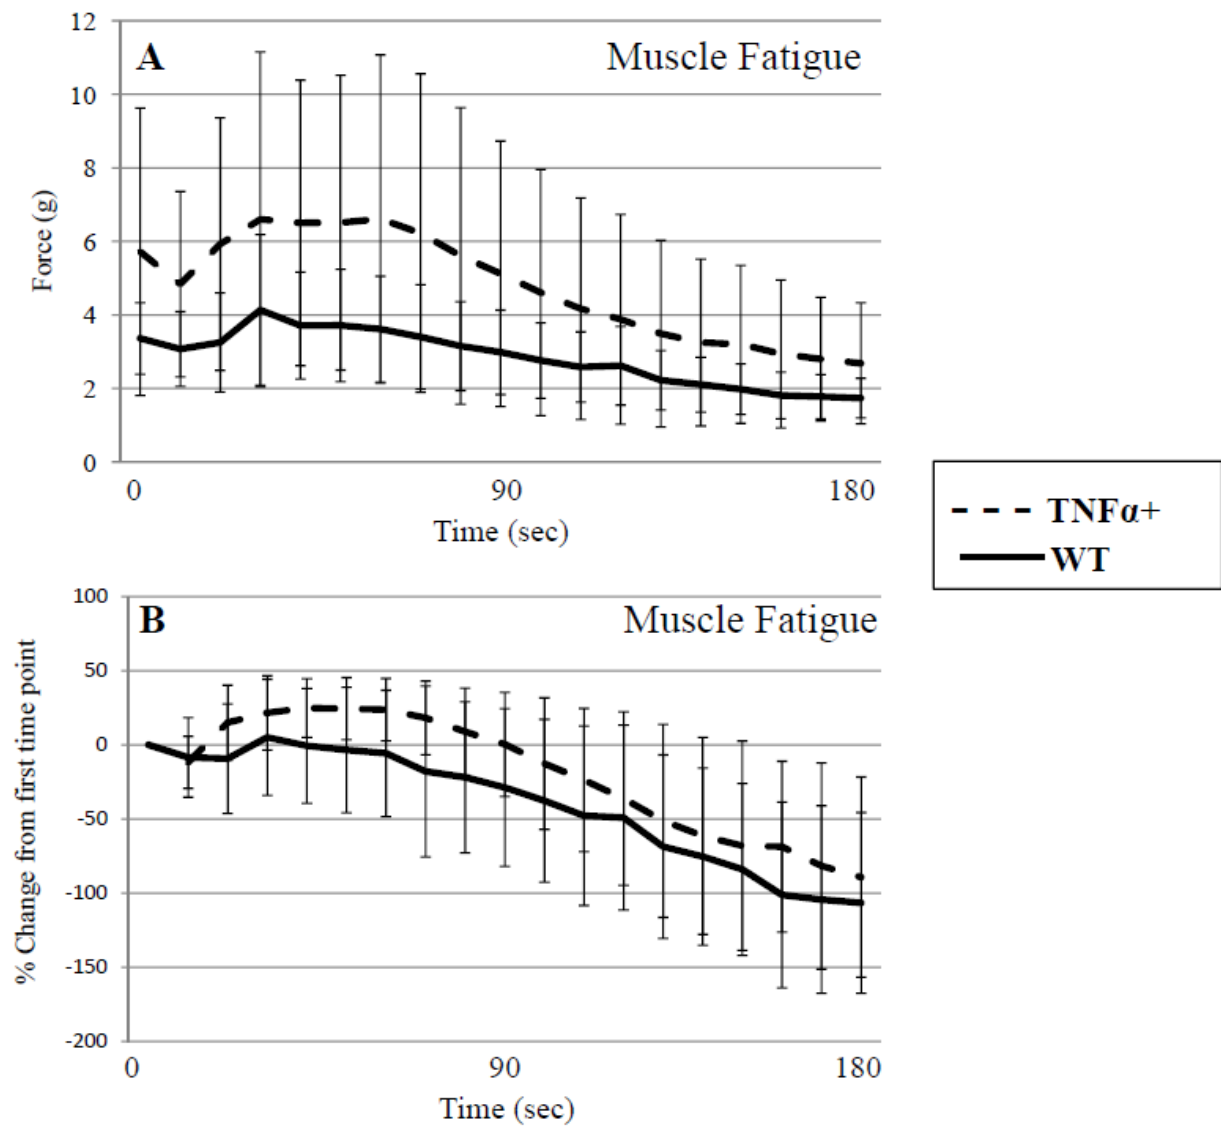 A
Muscle Fatigue
12
10
8
6
4
2
0
Force (g)
0
90
180
Time (sec)
TNFα+
WT
B
Muscle Fatigue
100
50
0
-50
-100
-150
-200
% Change from first time point
0
90
180
Time (sec)